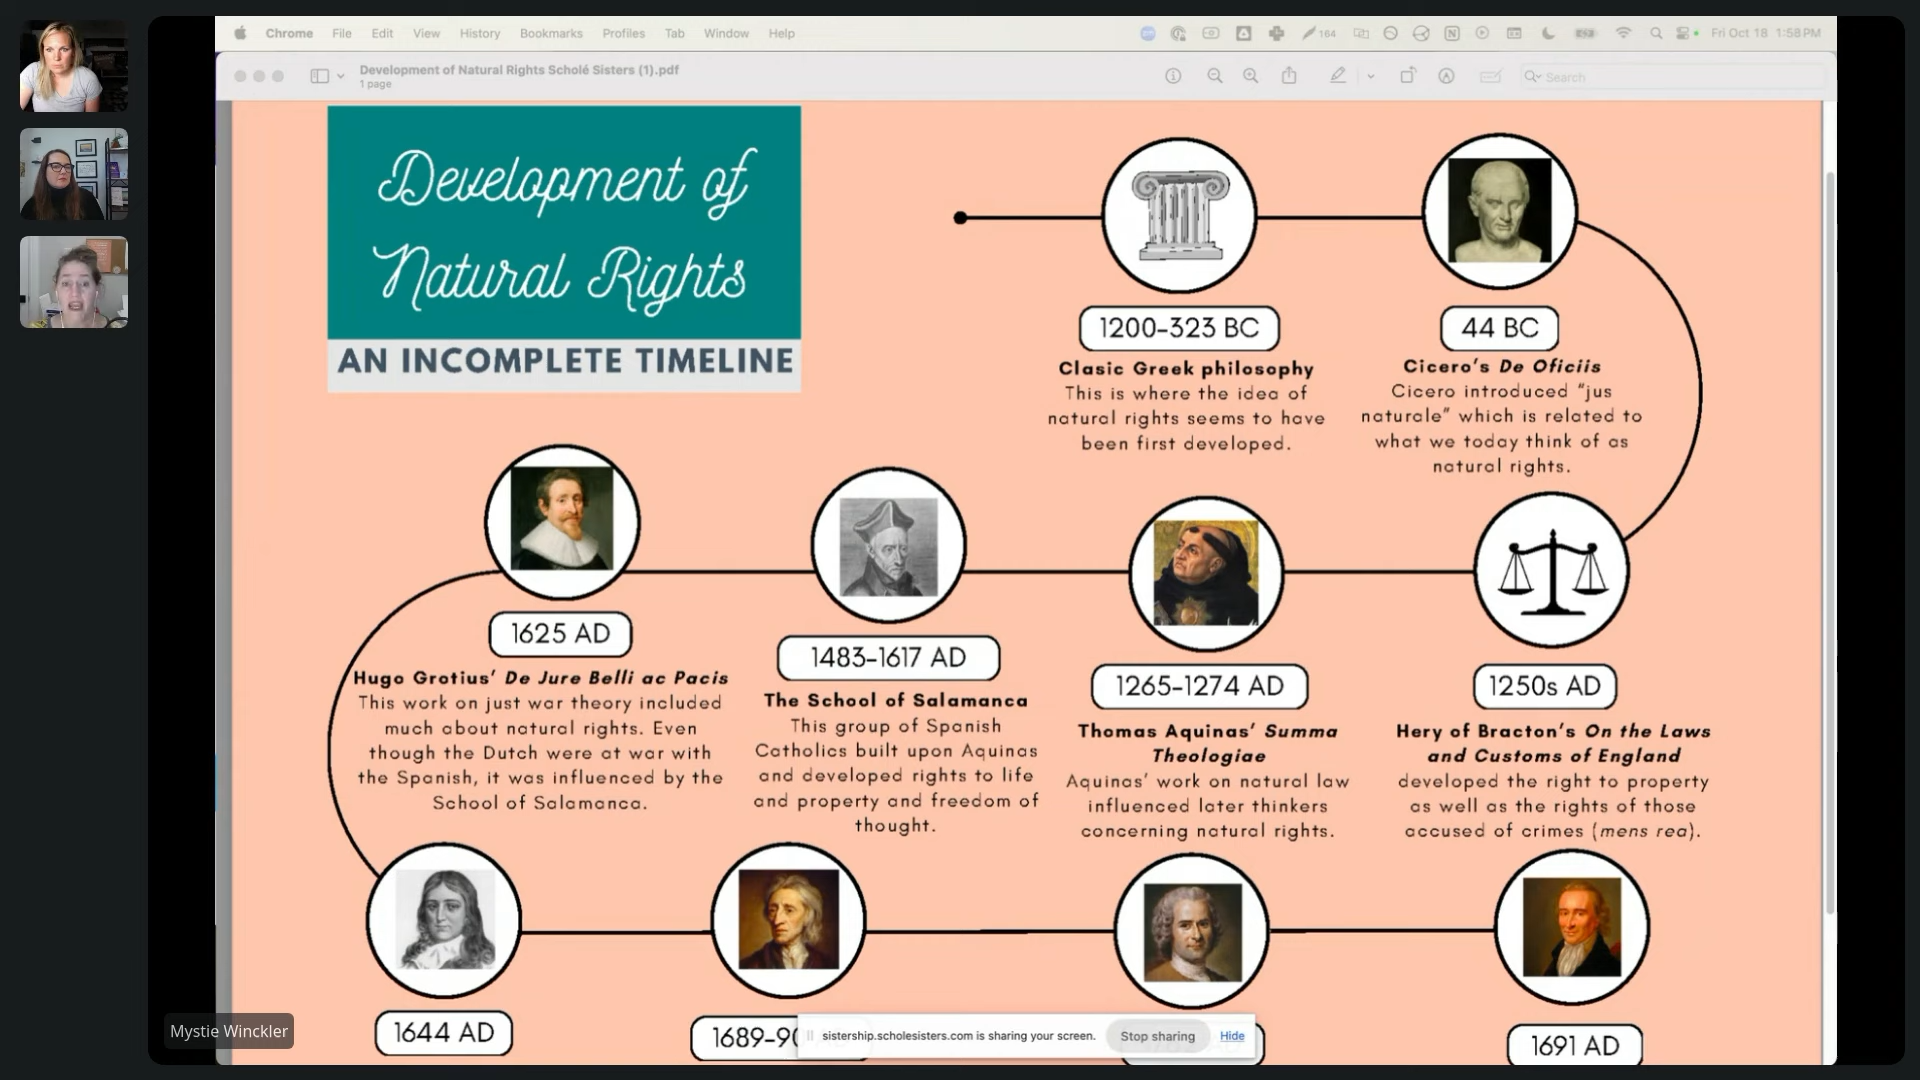 Chrome File Edit View History Bookmarks Profiles Tab Window Help
164
Fri Oct 18 1:58 PM
Development of Natural Rights Scholé Sisters (1).pdf
1 page
Search
Development of
Natural Rights
AN INCOMPLETE TIMELINE
1200-323 BC
Clasic Greek philosophy
This is where the idea of
natural rights seems to have
been first developed.
44 BC
Cicero's De Oficiis
Cicero introduced "jus
naturale" which is related to
what we today think of as
natural rights.
1625 AD
Hugo Grotius' De Jure Belli ac Pacis
This work on just war theory included
much about natural rights. Even
though the Dutch were at war with
the Spanish, it was influenced by the
School of Salamanca.
1483-1617 AD
The School of Salamanca
This group of Spanish
Catholics built upon Aquinas
and developed rights to life
and property and freedom of
thought.
1265-1274 AD
Thomas Aquinas' Summa
Theologiae
Aquinas' work on natural law
influenced later thinkers
concerning natural rights.
1250s AD
Hery of Bracton's On the Laws
and Customs of England
developed the right to property
as well as the rights of those
accused of crimes (mens rea).
1644 AD
1689-90
1691 AD
sistership.scholesisters.com is sharing your screen.
Stop sharing
Hide
Mystie Winckler